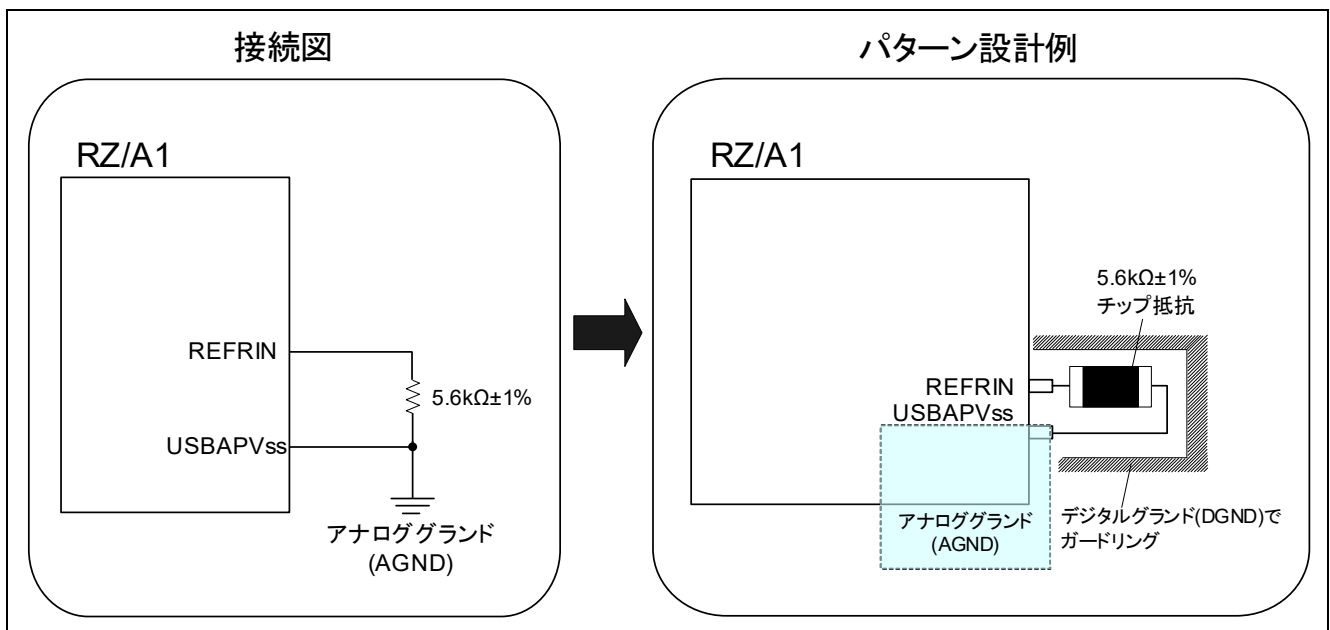 接続図
RZ/A1
REFRIN
5.6kΩ±1%
USBAPVss
アナロググランド
(AGND)
パターン設計例
RZ/A1
5.6kΩ±1%
チップ抵抗
REFRIN
USBAPVss
アナロググランド
(AGND)
デジタルグランド(DGND)で
ガードリング